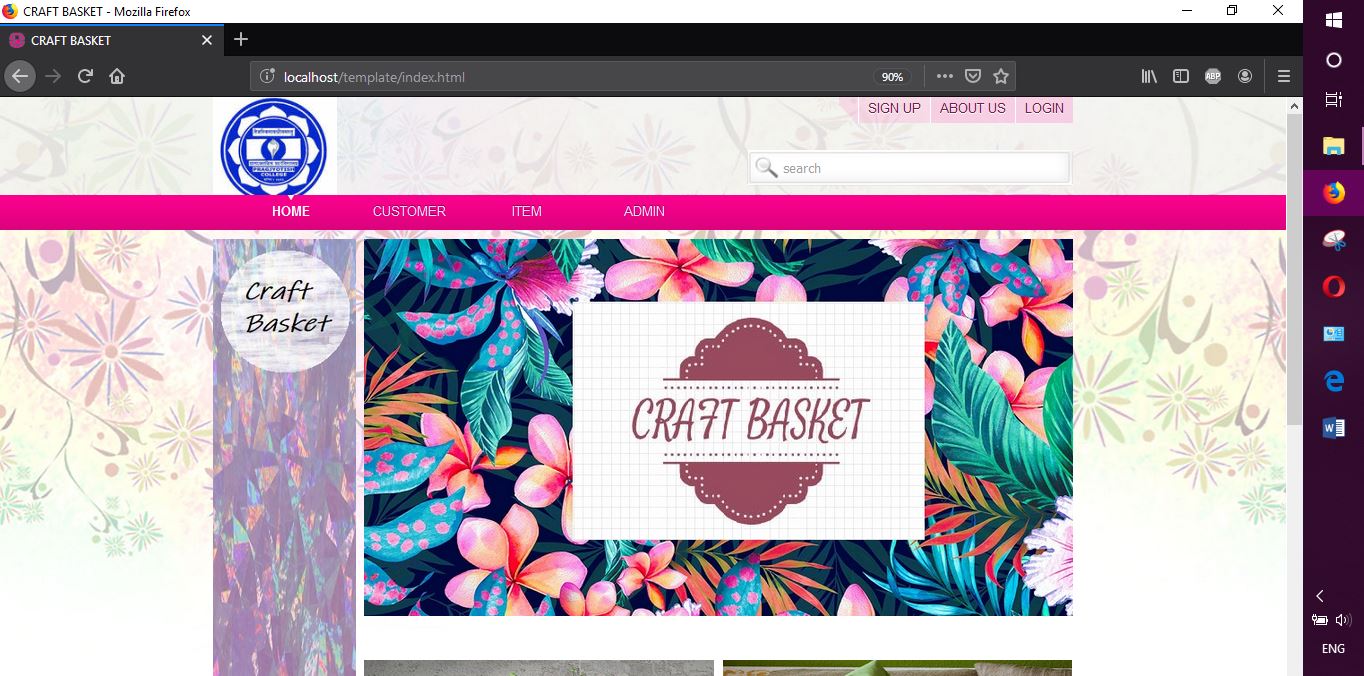 CRAFT BASKET - Mozilla Firefox
CRAFT BASKET
localhost/template/index.html
90%
ABP
SIGN UP
ABOUT US
LOGIN
PRAGJYOTISH
COLLEGE
search
HOME
CUSTOMER
ITEM
ADMIN
Craft
Basket
CRAFT BASKET
ENG